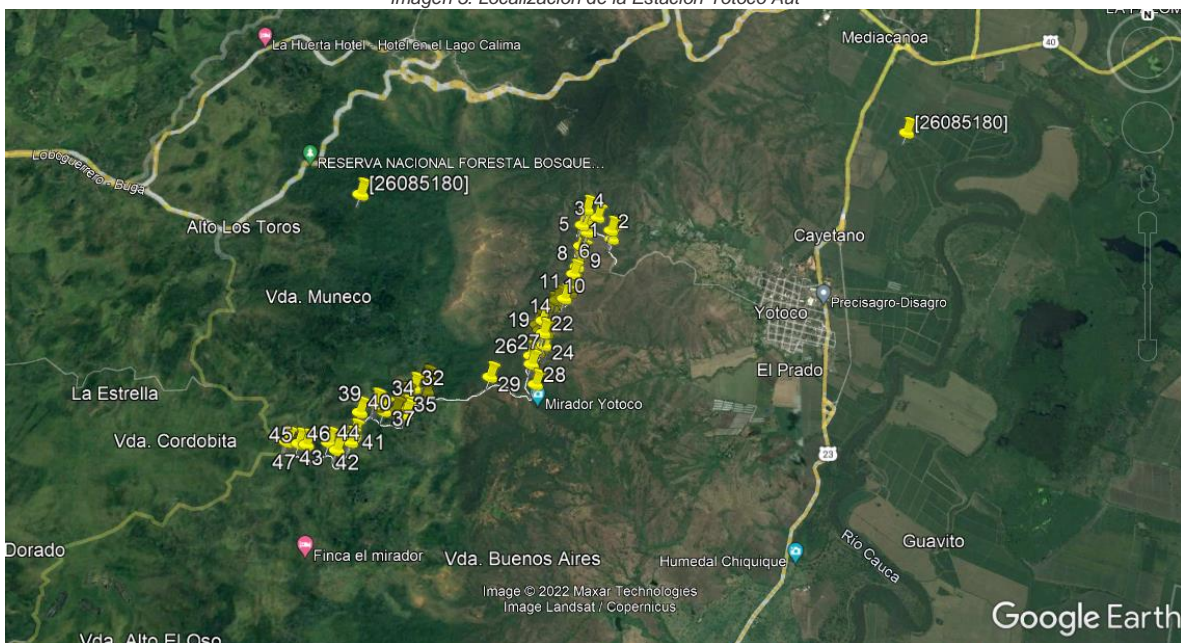 Imagen 3. Localización de la Estación Yotoco Aut
LA PALOM
N
La Huerta Hotel - Hotel en el Lago Calima
Mediacanoa
40
[26085180]
Loboguerrero - Buga
RESERVA NACIONAL FORESTAL BOSQUE...
[26085180]
4
3
2
5
1
Alto Los Toros
Cayetano
8
6
9
11
10
Vda. Muneco
Precisagro-Disagro
14
Yotoco
19
22
26
27
24
El Prado
28
29
32
34
La Estrella
39
40
35
Mirador Yotoco
37
Vda. Cordobita
45
46
44
41
47
43
42
23
Dorado
Finca el mirador
Vda. Buenos Aires
Humedal Chiquique
Río Cauca
Guavito
Image © 2022 Maxar Technologies
Image Landsat / Copernicus
Google Earth
Vda. Alto El Oso